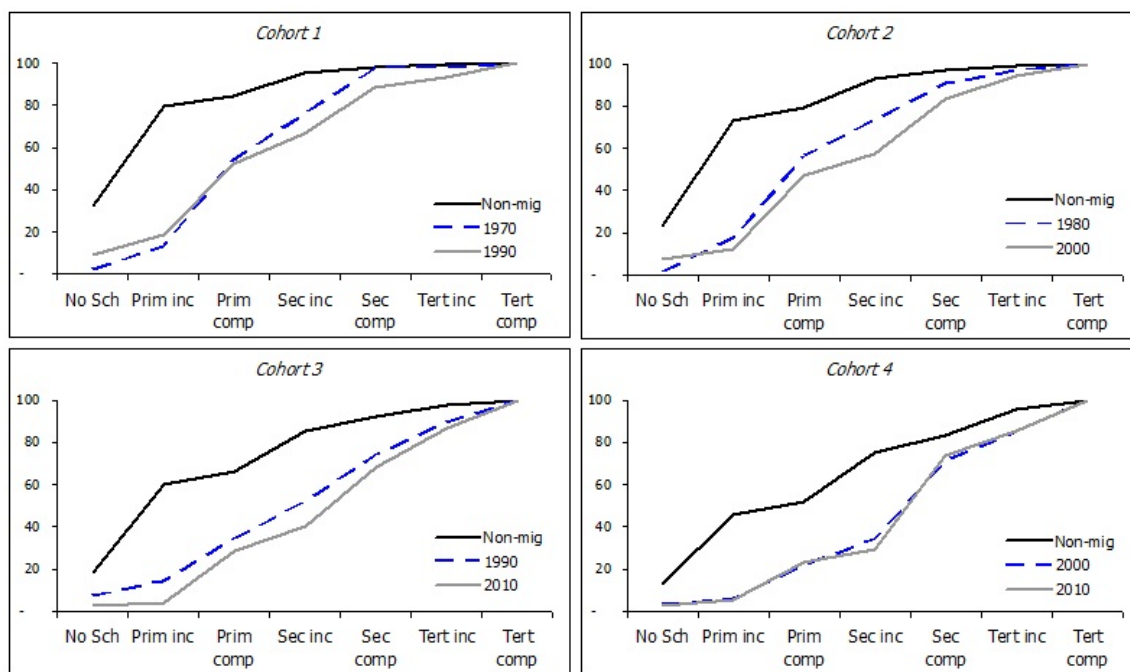 Cohort 1
100
80
60
40
20
-
Non-mig
1970
1990
No Sch Prim inc Prim comp Sec inc Sec comp Tert inc Tert comp
Cohort 2
100
80
60
40
20
-
Non-mig
1980
2000
No Sch Prim inc Prim comp Sec inc Sec comp Tert inc Tert comp
Cohort 3
100
80
60
40
20
-
Non-mig
1990
2010
No Sch Prim inc Prim comp Sec inc Sec comp Tert inc Tert comp
Cohort 4
100
80
60
40
20
-
Non-mig
2000
2010
No Sch Prim inc Prim comp Sec inc Sec comp Tert inc Tert comp